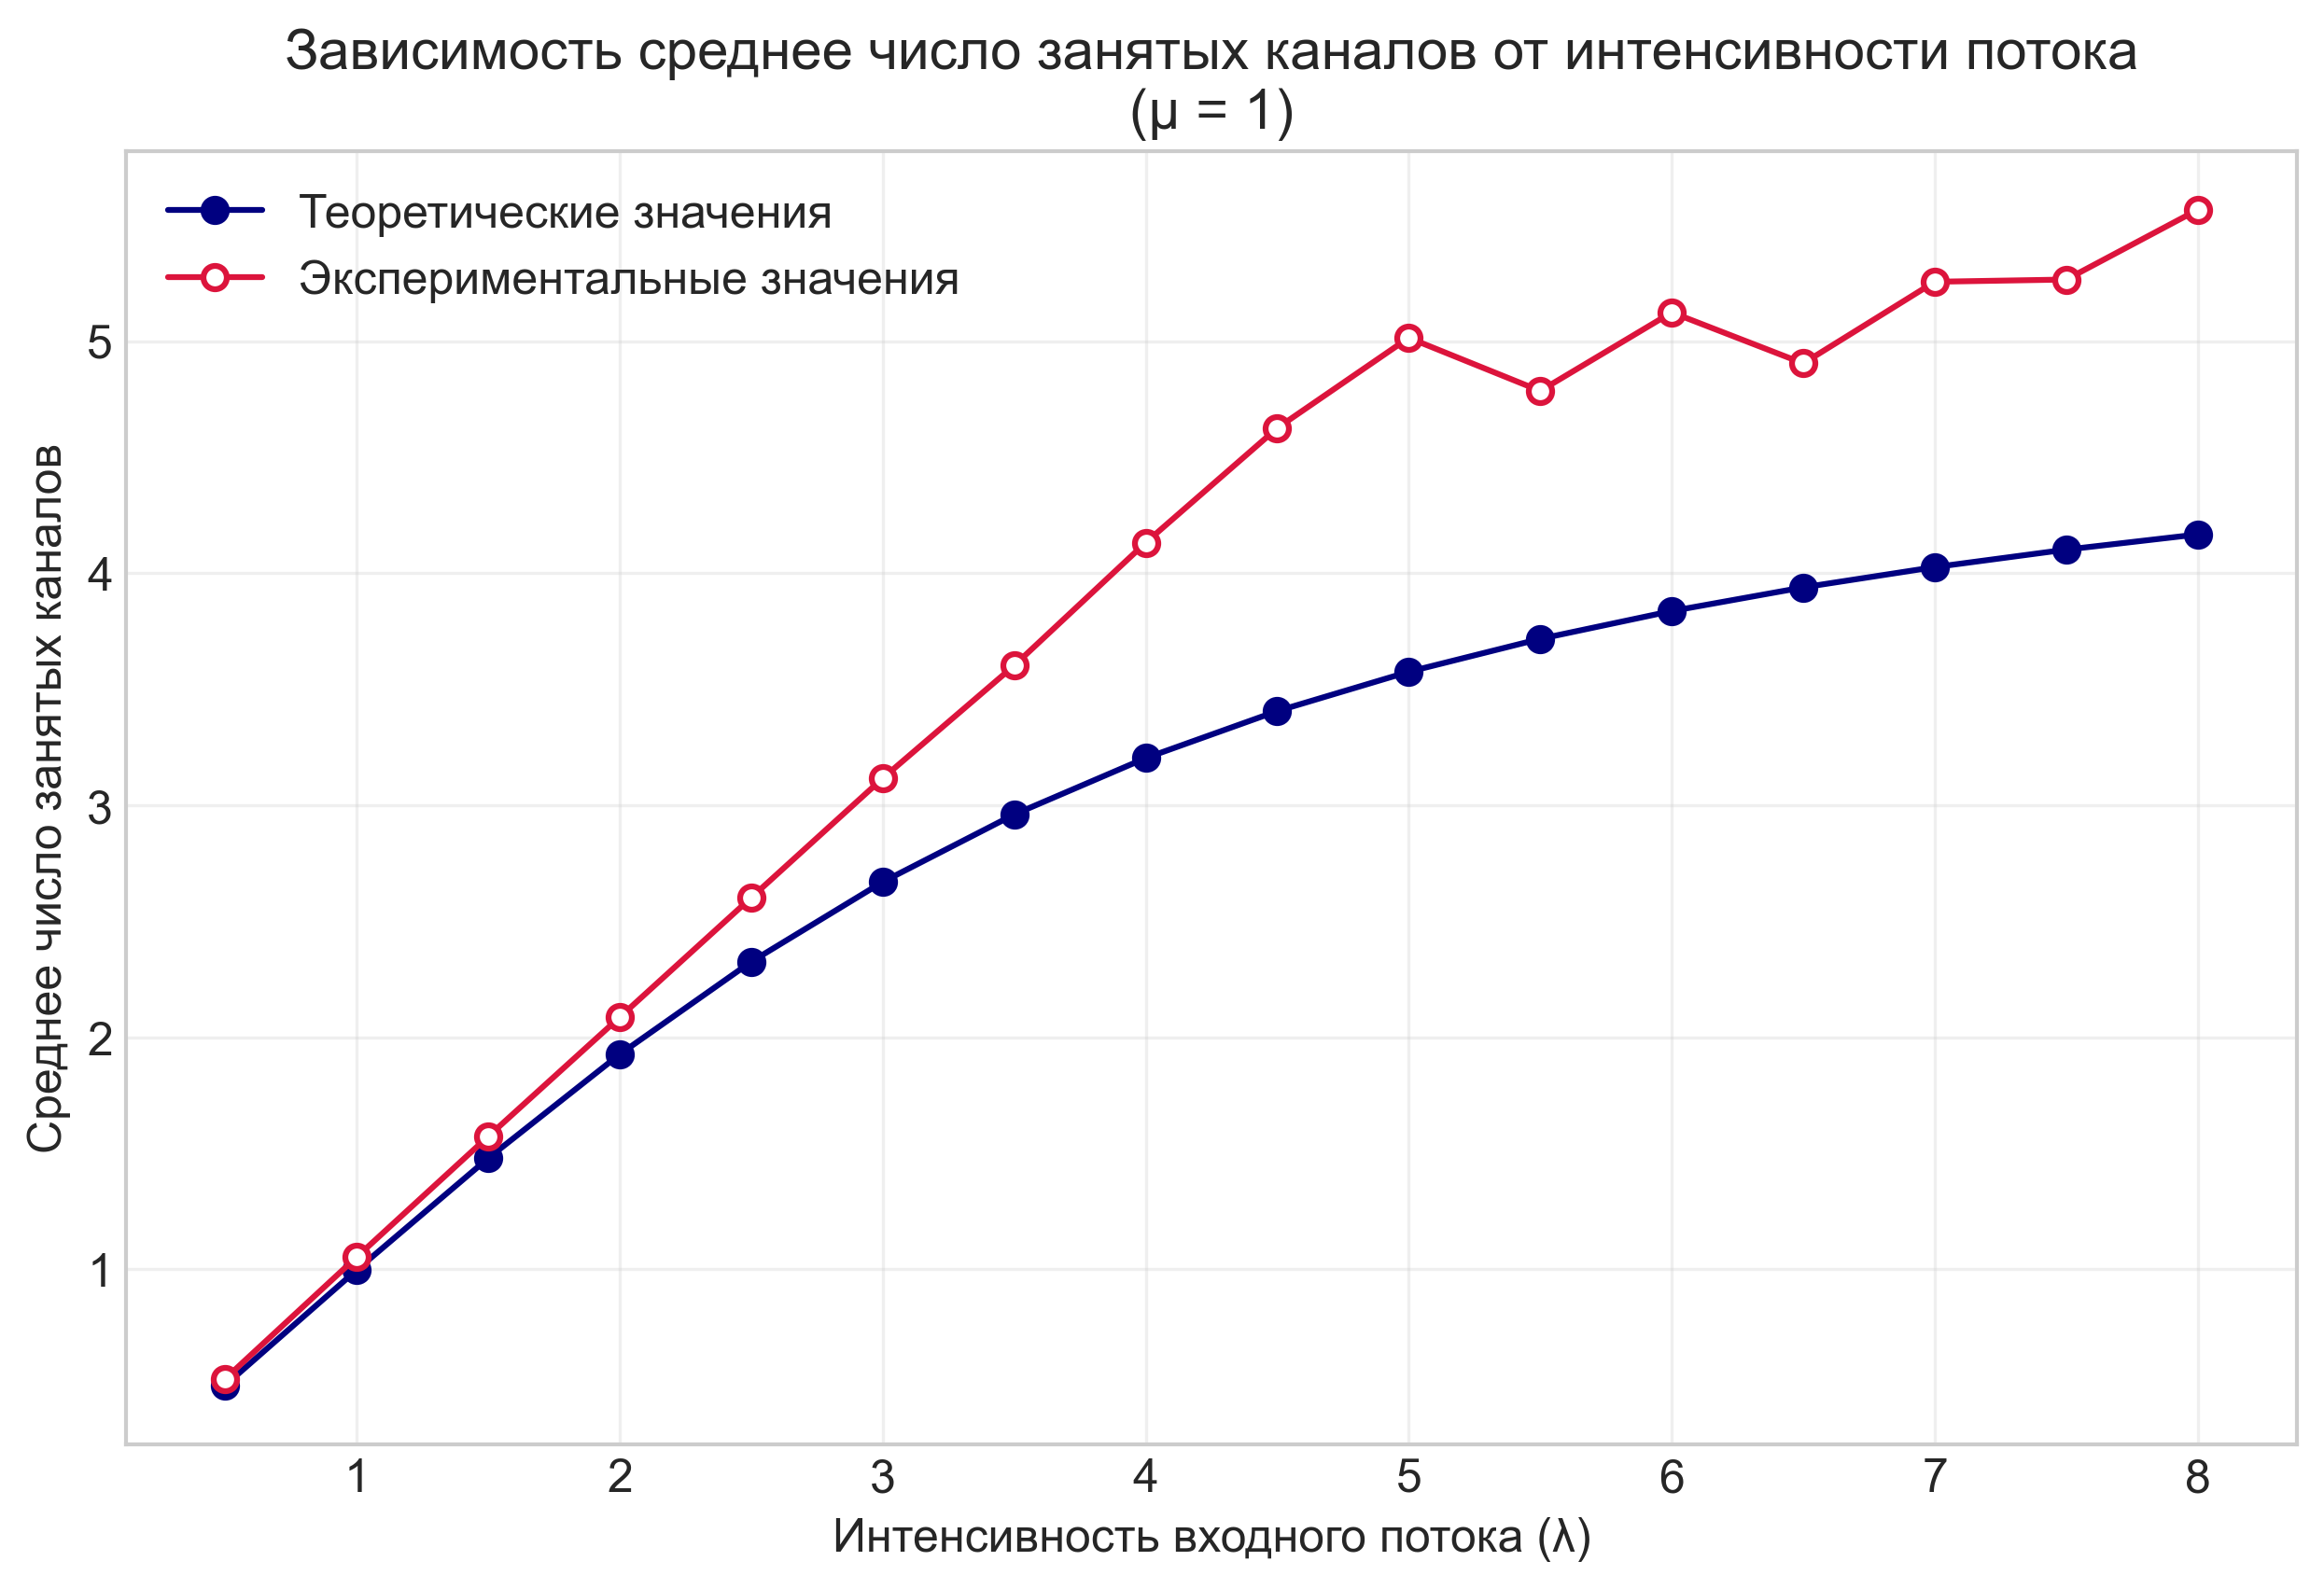 Зависимость среднее число занятых каналов от интенсивности потока
(μ = 1)
Теоретические значения
Экспериментальные значения
Среднее число занятых каналов
5
4
3
2
1
1 2 3 4 5 6 7 8
Интенсивность входного потока (λ)